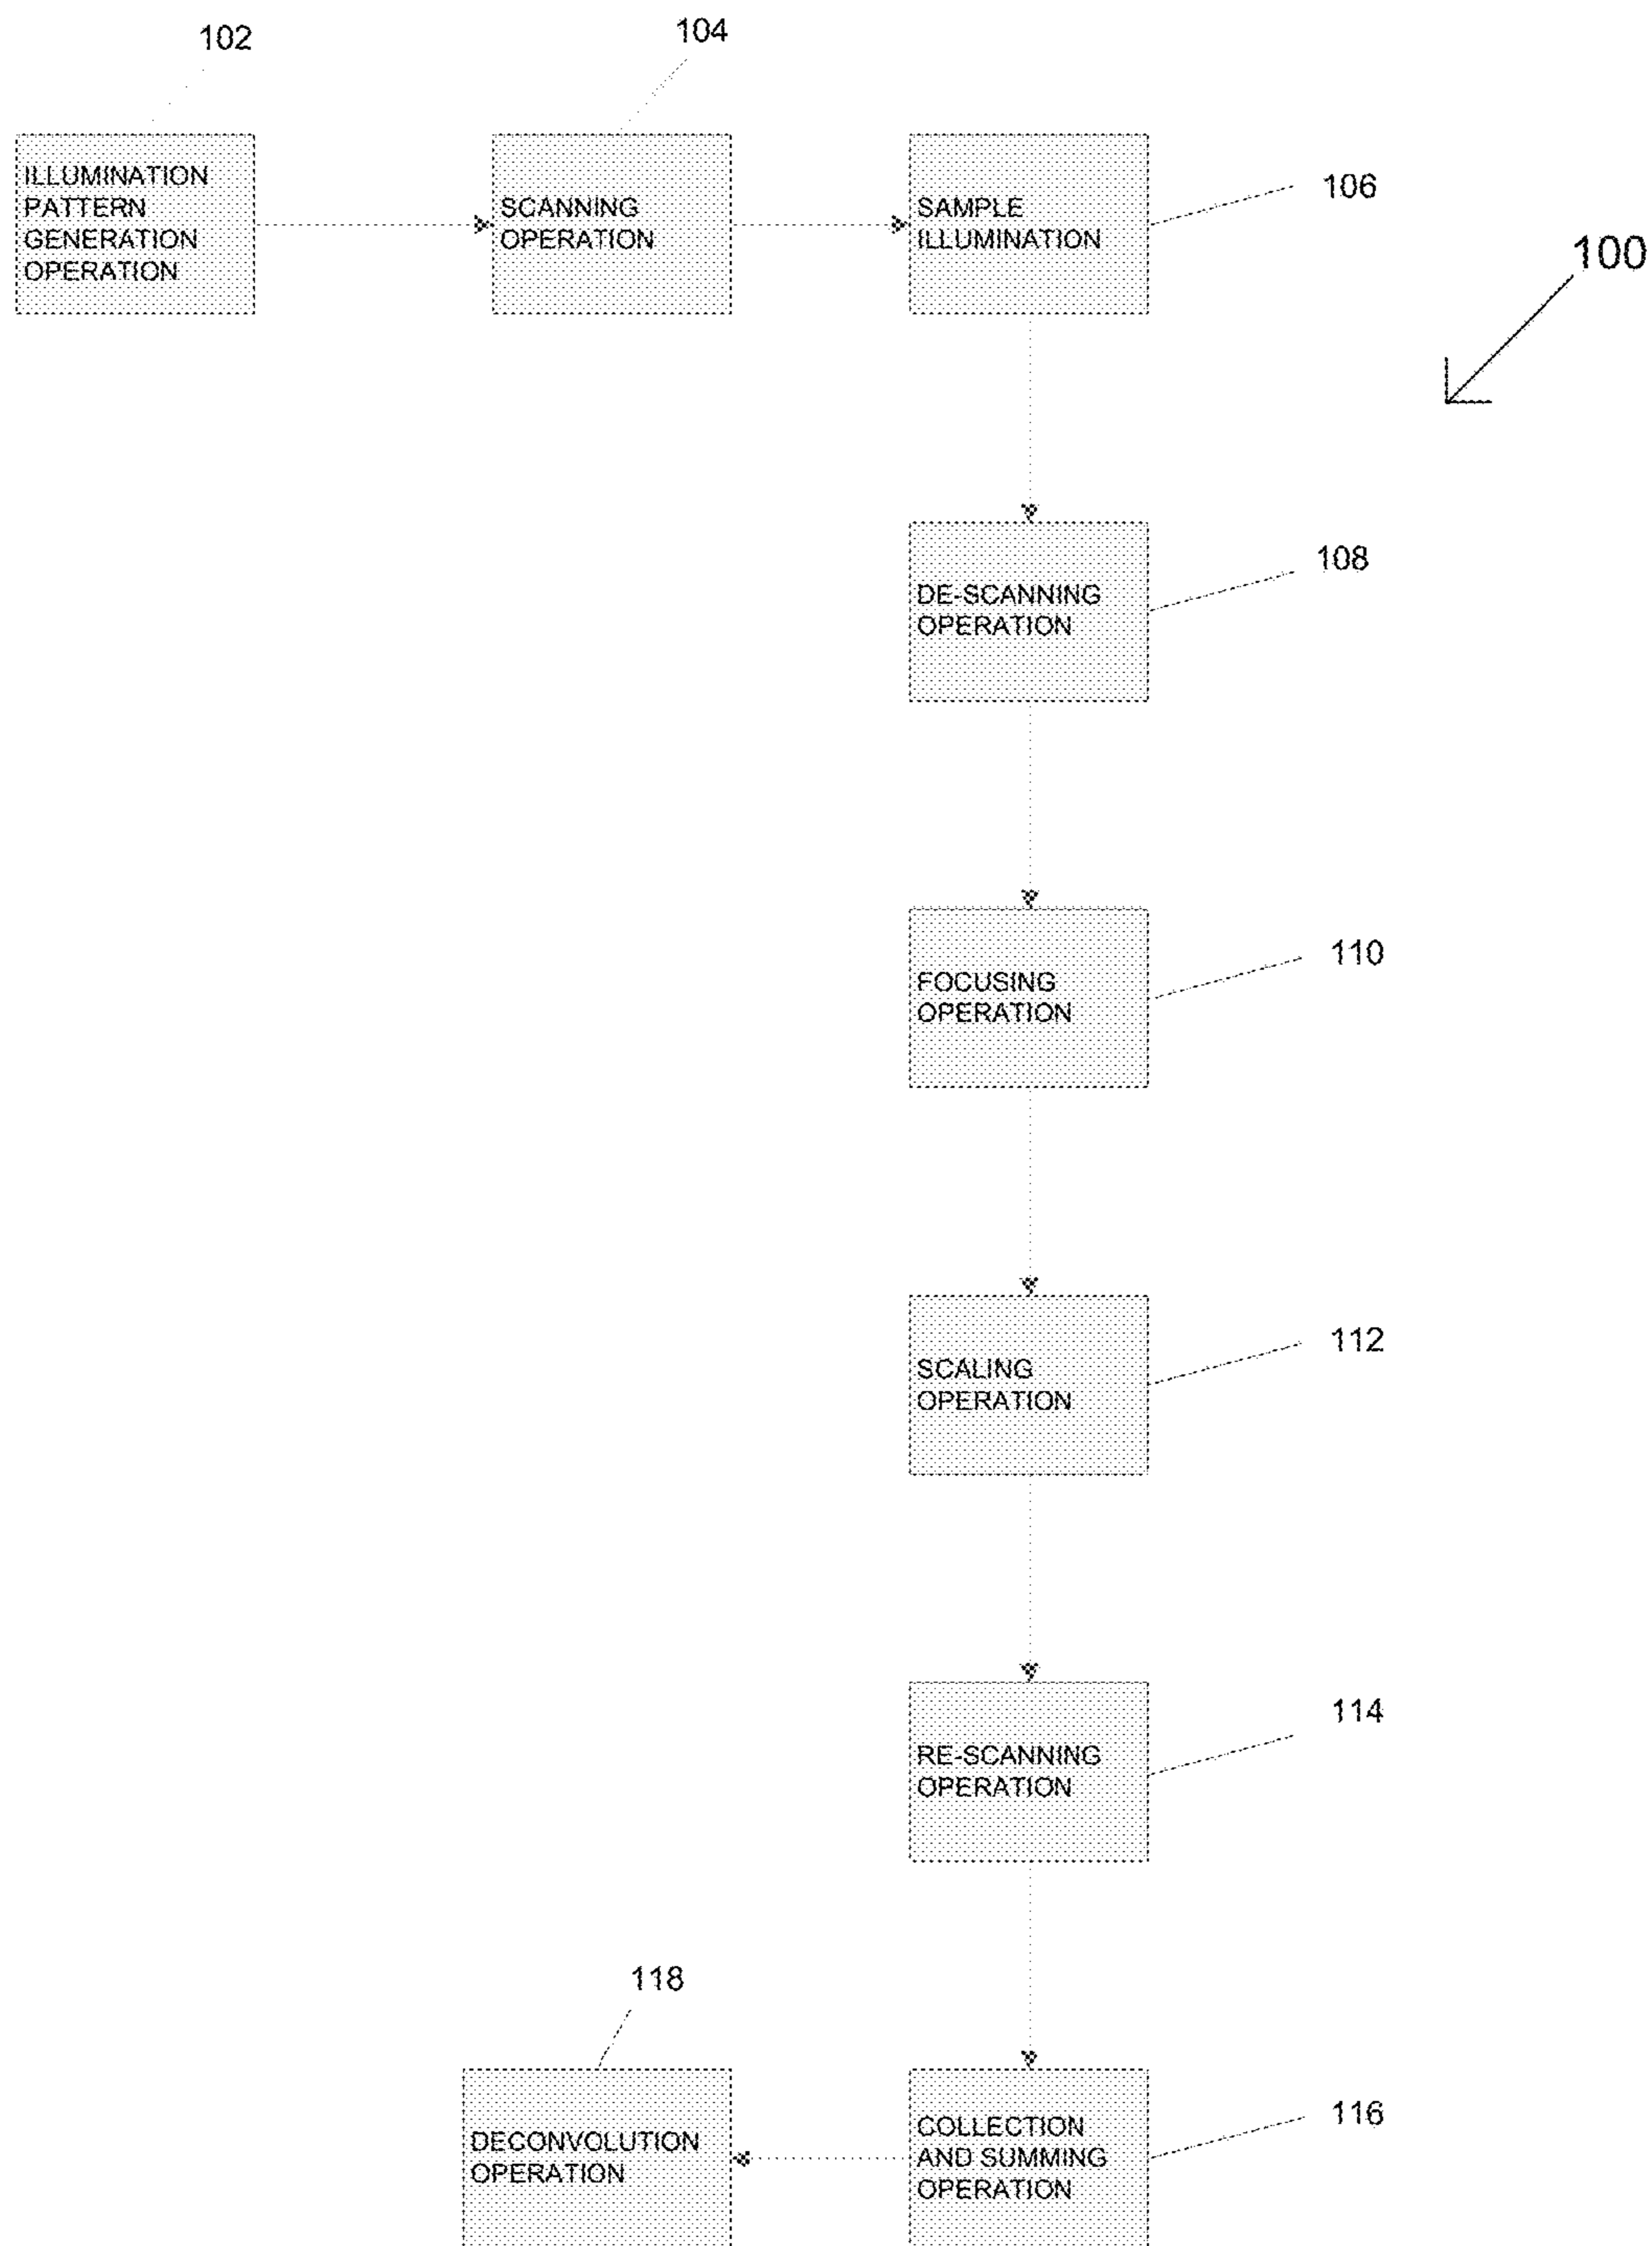 102
104
ILLUMINATION
PATTERN
GENERATION
OPERATION
SCANNING
OPERATION
SAMPLE
ILLUMINATION
106
100
DE-SCANNING
OPERATION
108
FOCUSING
OPERATION
110
SCALING
OPERATION
112
RE-SCANNING
OPERATION
114
118
DECONVOLUTION
OPERATION
COLLECTION
AND SUMMING
OPERATION
116